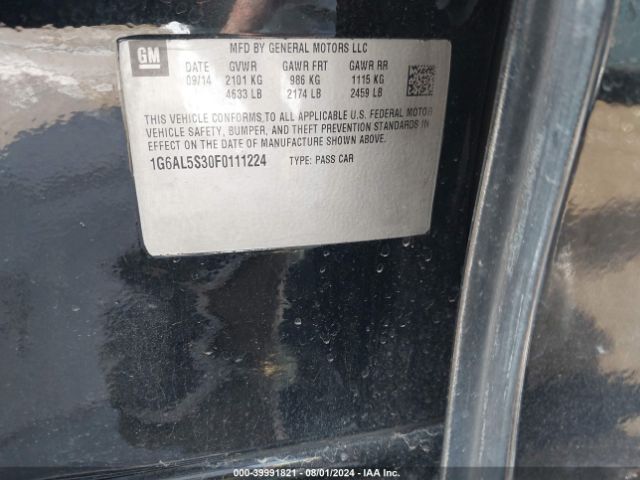 GM
MFD BY GENERAL MOTORS LLC
DATE GVWR GAWR FRT GAWR RR
09/14 2101 KG 986 KG 1115 KG
4633 LB 2174 LB 2459 LB
THIS VEHICLE CONFORMS TO ALL APPLICABLE U.S. FEDERAL MOTOR
VEHICLE SAFETY, BUMPER, AND THEFT PREVENTION STANDARDS IN
EFFECT ON THE DATE OF MANUFACTURE SHOWN ABOVE.
1G6AL5S30F0111224 TYPE: PASS CAR
000-39991821 - 08/01/2024 - IAA Inc.